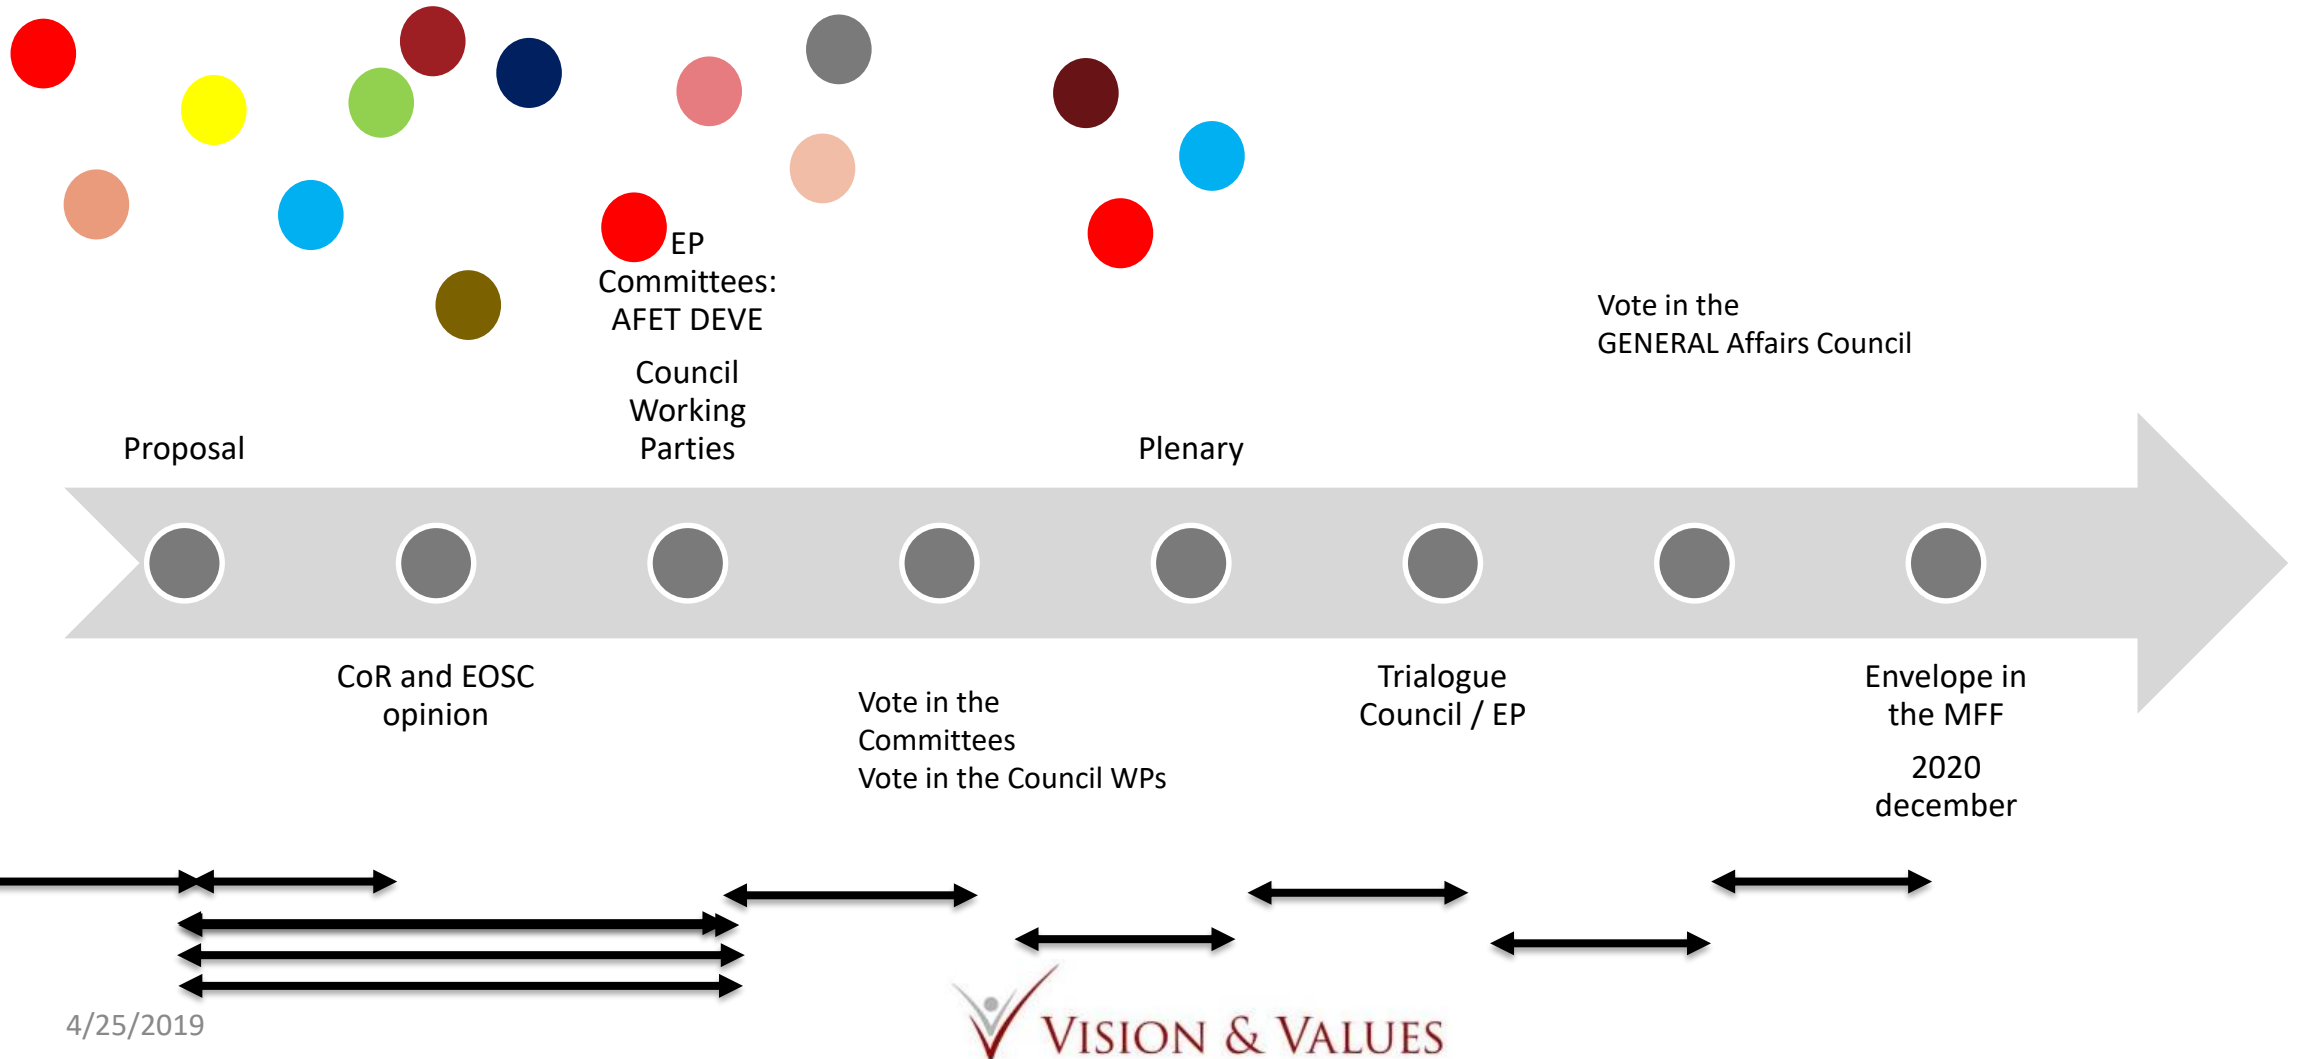 EP
Committees:
AFET DEVE
Council
Working
Parties
Vote in the
GENERAL Affairs Council
Proposal
Plenary
CoR and EOSC
opinion
Vote in the
Committees
Vote in the Council WPs
Trialogue
Council / EP
Envelope in
the MFF
2020
december
4/25/2019
VISION & VALUES